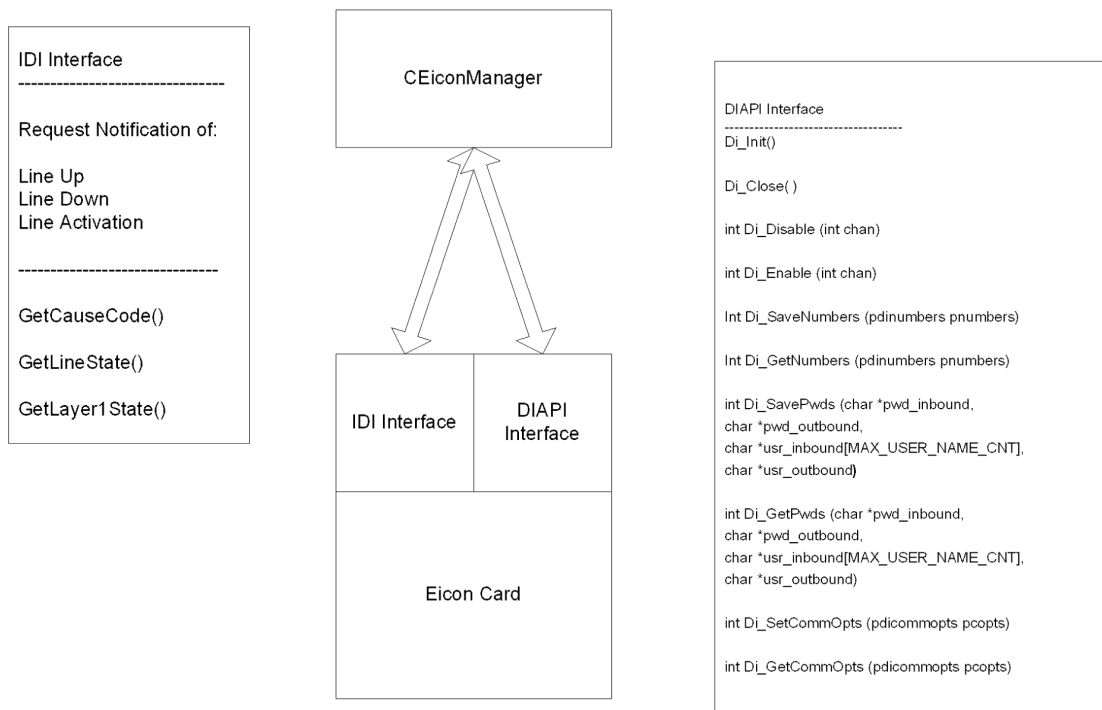 IDI Interface
--------------------------------
Request Notification of:
Line Up
Line Down
Line Activation
-------------------------------
GetCauseCode()
GetLineState()
GetLayer1State()
CEiconManager
IDI Interface
DIAPI
Interface
Eicon Card
DIAPI Interface
-----------------------------------
Di_Init()
Di_Close( )
int Di_Disable (int chan)
int Di_Enable (int chan)
Int Di_SaveNumbers (pdinumbers pnumbers)
Int Di_GetNumbers (pdinumbers pnumbers)
int Di_SavePwds (char *pwd_inbound,
char *pwd_outbound,
char *usr_inbound[MAX_USER_NAME_CNT],
char *usr_outbound)
int Di_GetPwds (char *pwd_inbound,
char *pwd_outbound,
char *usr_inbound[MAX_USER_NAME_CNT],
char *usr_outbound)
int Di_SetCommOpts (pdicommopts pcopts)
int Di_GetCommOpts (pdicommopts pcopts)